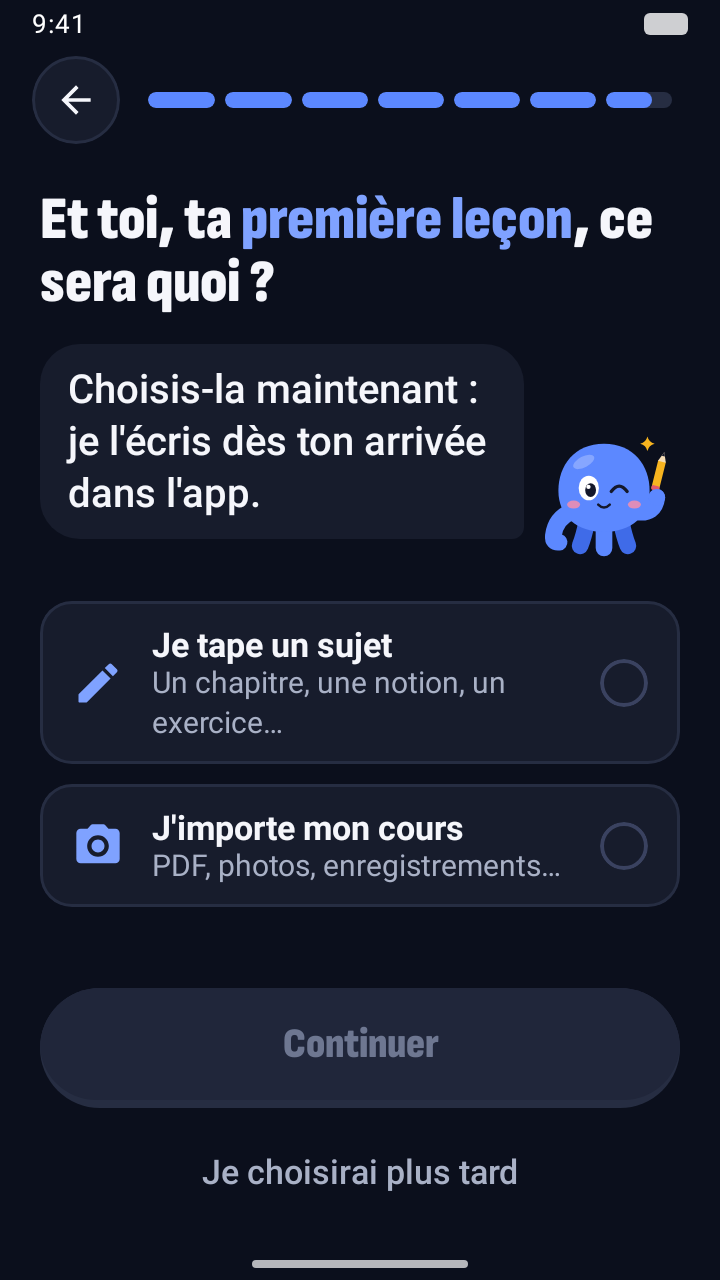 9:41
Et toi, ta première leçon, ce
sera quoi ?
Choisis-la maintenant :
je l'écris dès ton arrivée
dans l'app.
Je tape un sujet
Un chapitre, une notion, un
exercice…
J'importe mon cours
PDF, photos, enregistrements…
Continuer
Je choisirai plus tard